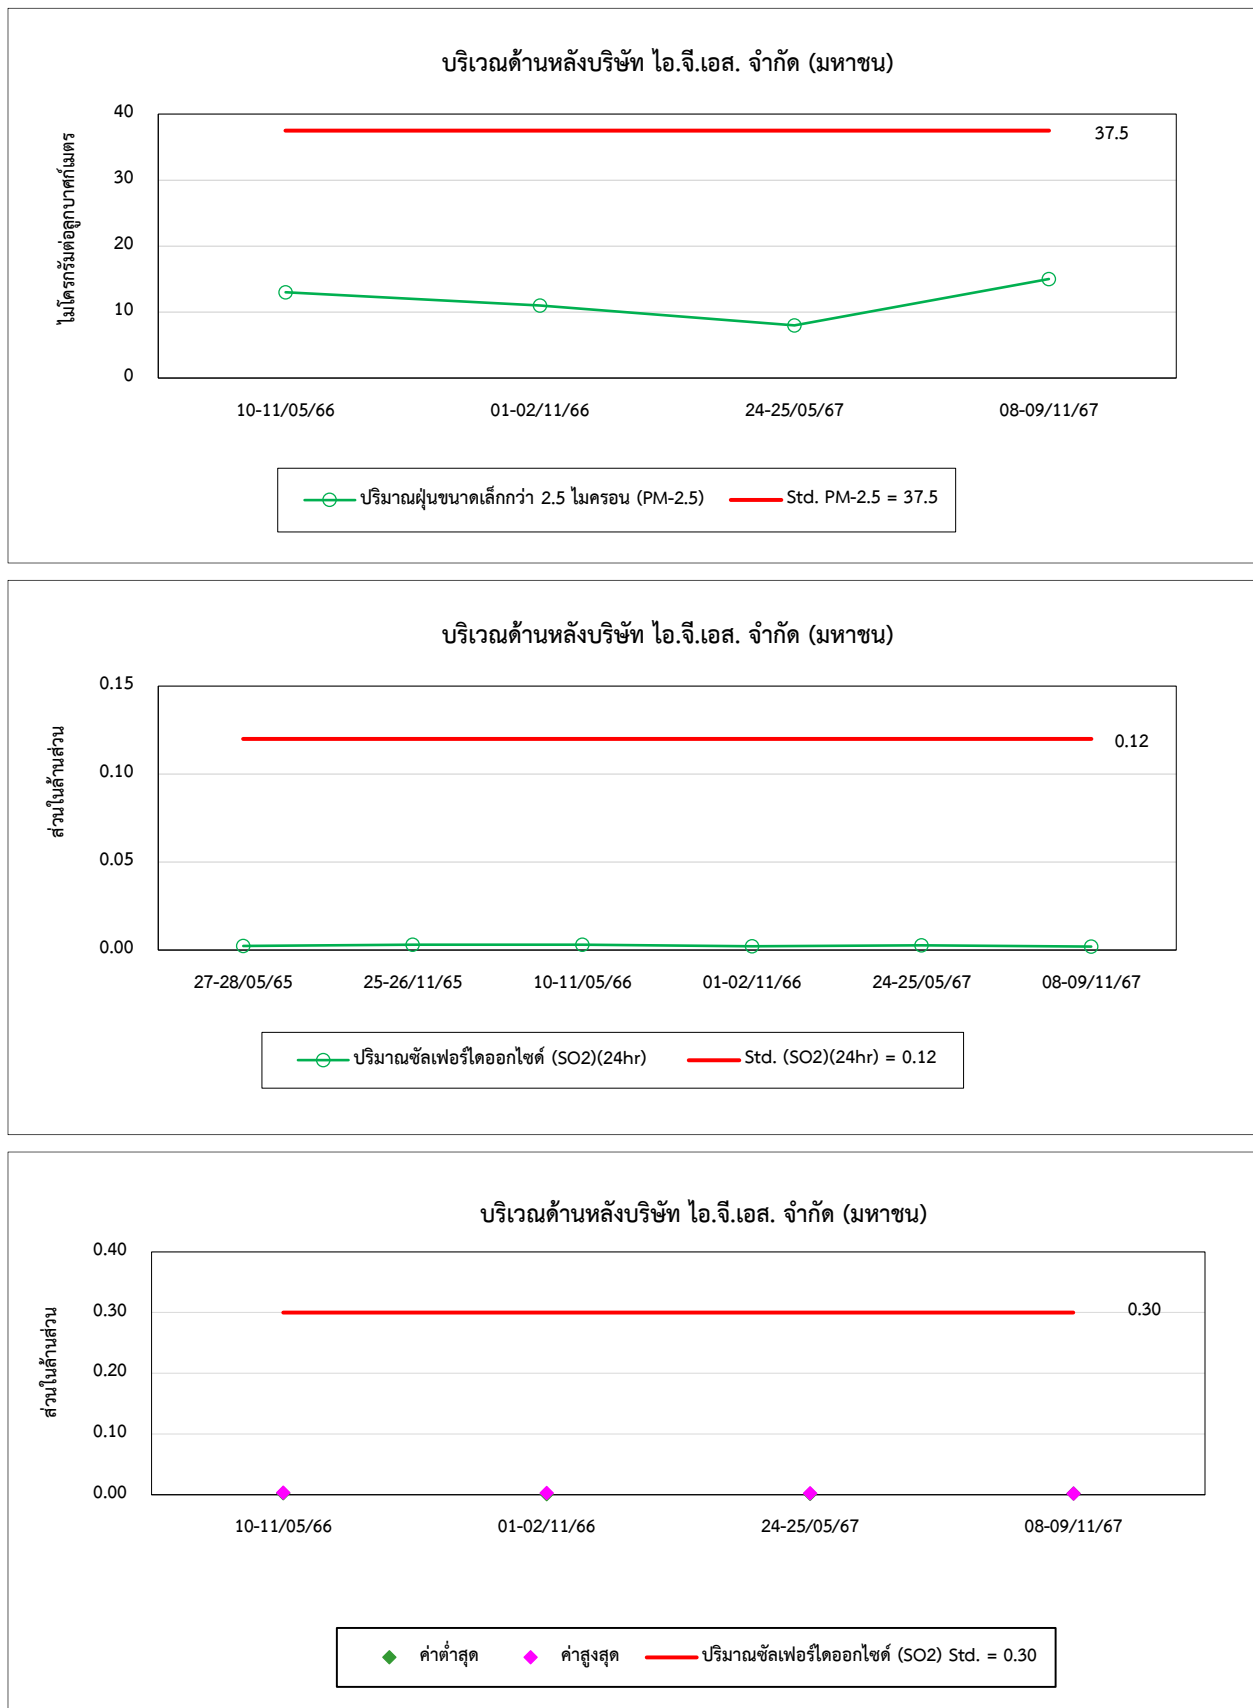 บริเวณด้านหลังบริษัท ไอ.จี.เอส. จำกัด (มหาชน)
ไมโครกรัมต่อลูกบาศก์เมตร
40
30
20
10
0
37.5
10-11/05/66 01-02/11/66 24-25/05/67 08-09/11/67
ปริมาณฝุ่นขนาดเล็กกว่า 2.5 ไมครอน (PM-2.5) Std. PM-2.5 = 37.5
บริเวณด้านหลังบริษัท ไอ.จี.เอส. จำกัด (มหาชน)
ส่วนในล้านส่วน
0.15
0.10
0.05
0.00
0.12
27-28/05/65 25-26/11/65 10-11/05/66 01-02/11/66 24-25/05/67 08-09/11/67
ปริมาณซัลเฟอร์ไดออกไซด์ (SO2)(24hr) Std. (SO2)(24hr) = 0.12
บริเวณด้านหลังบริษัท ไอ.จี.เอส. จำกัด (มหาชน)
ส่วนในล้านส่วน
0.40
0.30
0.20
0.10
0.00
0.30
10-11/05/66 01-02/11/66 24-25/05/67 08-09/11/67
ค่าต่ำสุด ค่าสูงสุด ปริมาณซัลเฟอร์ไดออกไซด์ (SO2) Std. = 0.30